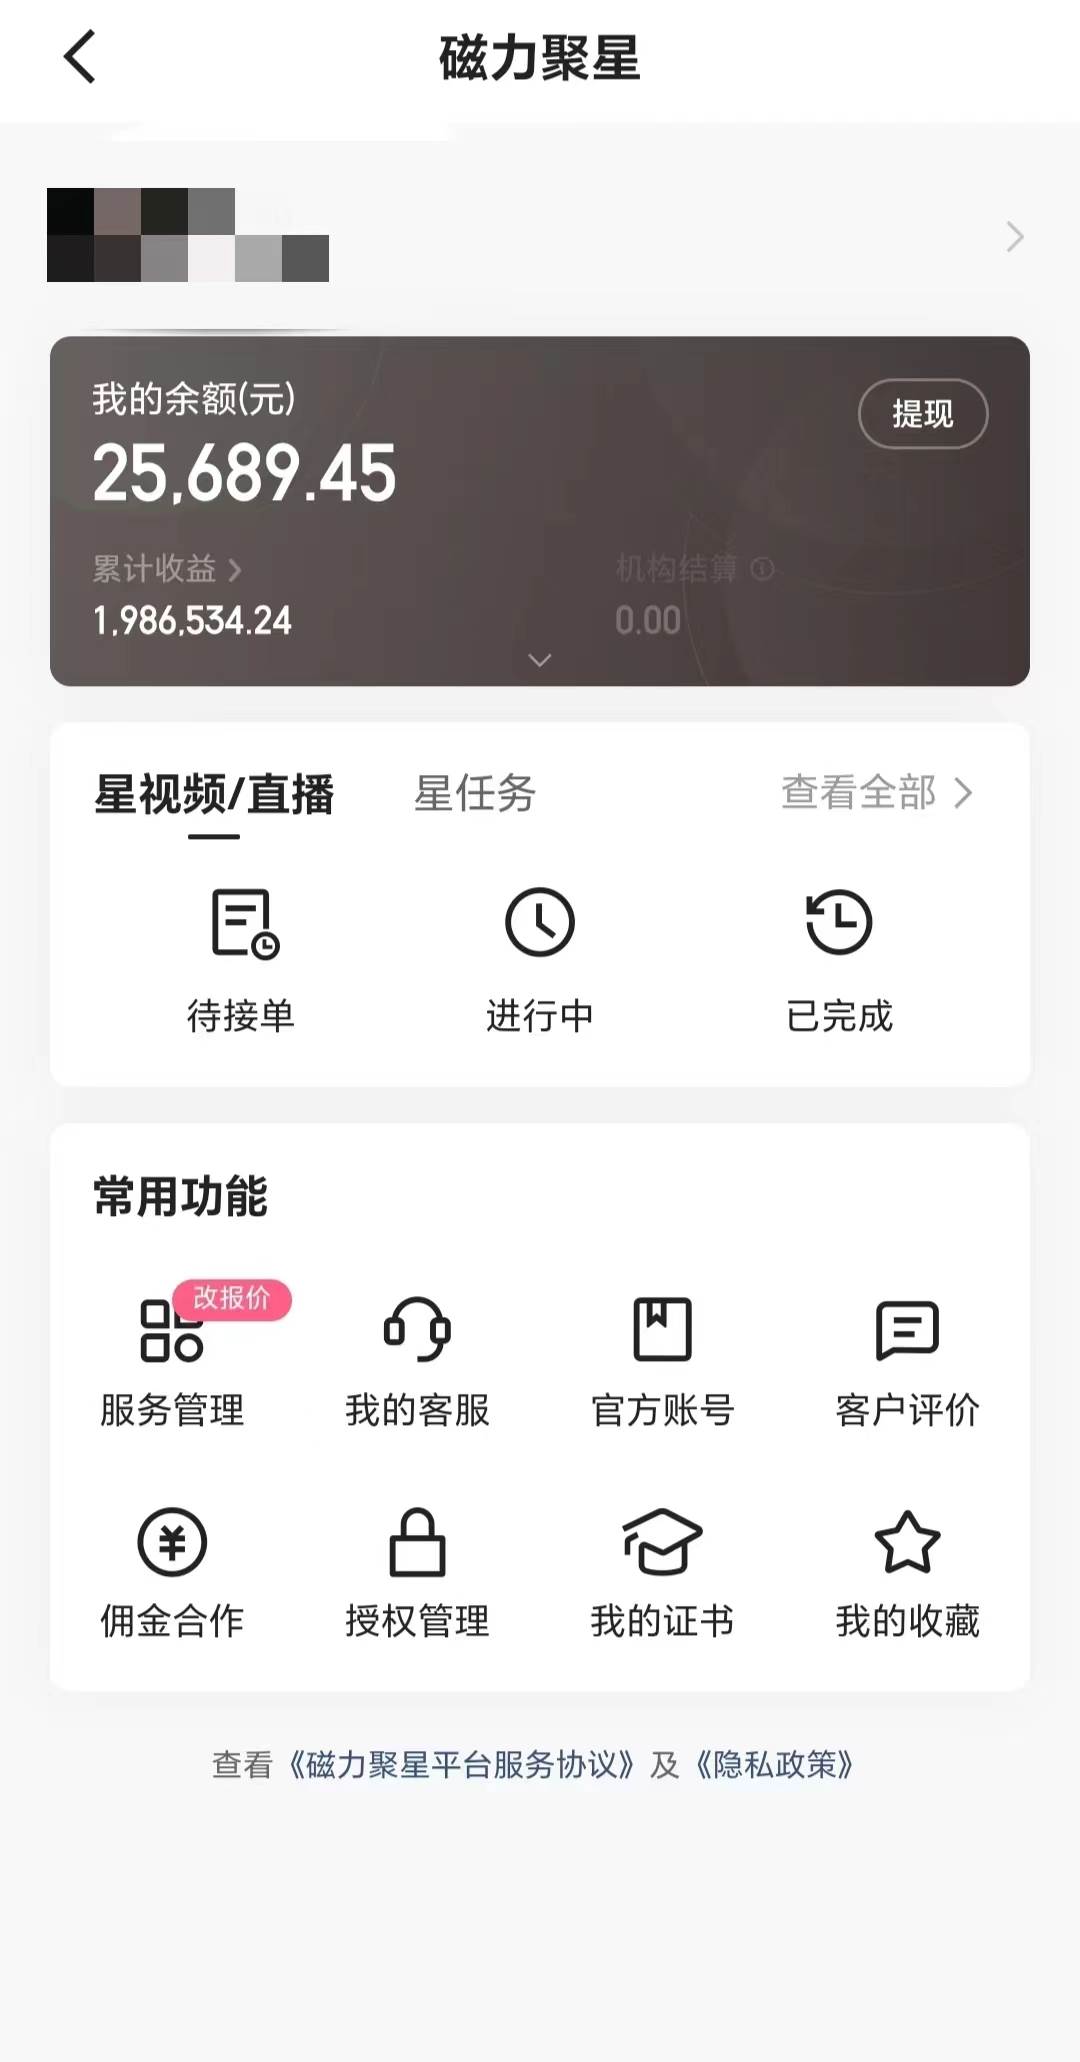 磁力聚星
我的余额(元)
提现
25,689.45
累计收益
机构结算
1,986,534.24
0.00
星视频/直播
星任务
查看全部
待接单
进行中
已完成
常用功能
改报价
服务管理
我的客服
官方账号
客户评价
佣金合作
授权管理
我的证书
我的收藏
查看《磁力聚星平台服务协议》及《隐私政策》